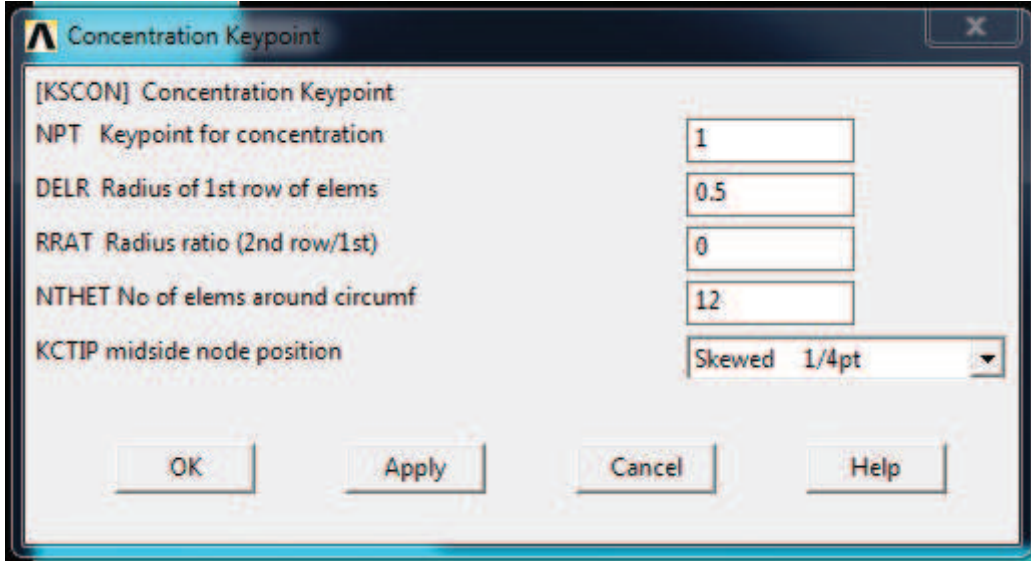 Concentration Keypoint
[KSCON] Concentration Keypoint
NPT Keypoint for concentration 1
DELR Radius of 1st row of elems 0.5
RRAT Radius ratio (2nd row/1st) 0
NTHET No of elems around circumf 12
KCTIP midside node position Skewed 1/4pt
OK Apply Cancel Help